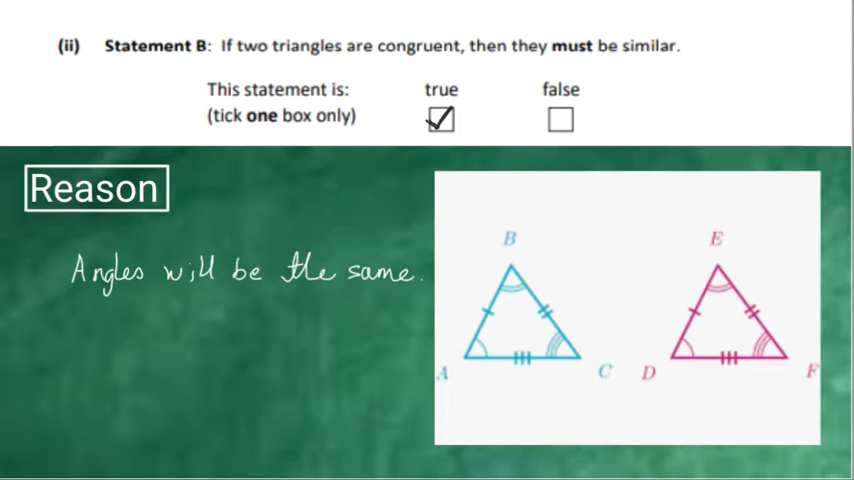 (ii) Statement B: If two triangles are congruent, then they must be similar.
This statement is: true false
(tick one box only)
Reason
Angles will be the same.
B E
A C D F